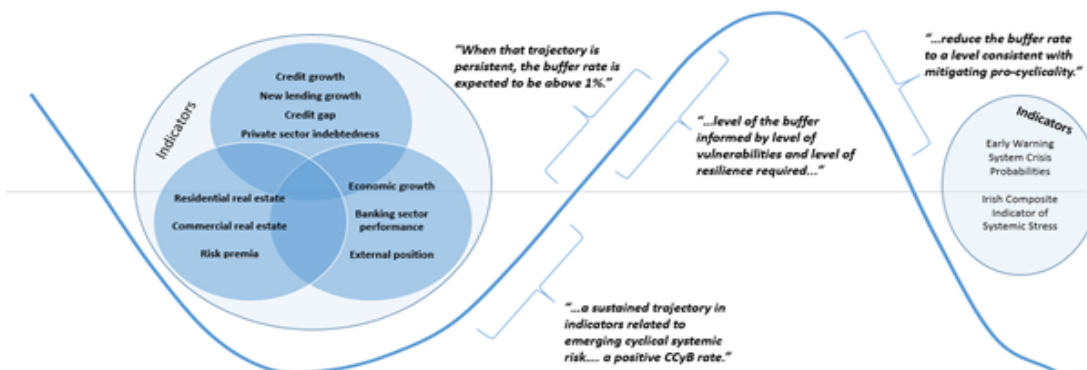 Indicators
Credit growth
New lending growth
Credit gap
Private sector indebtedness
Residential real estate
Commercial real estate
Risk premia
Economic growth
Banking sector
performance
External position
"When that trajectory is
persistent, the buffer rate is
expected to be above 1%."
"...a sustained trajectory in
indicators related to
emerging cyclical systemic
risk.... a positive CCyB rate."
"...level of the buffer
informed by level of
vulnerabilities and level of
resilience required..."
"...reduce the buffer rate
to a level consistent with
mitigating pro-cyclicality."
Indicators
Early Warning
System Crisis
Probabilities
Irish Composite
Indicator of
Systemic Stress